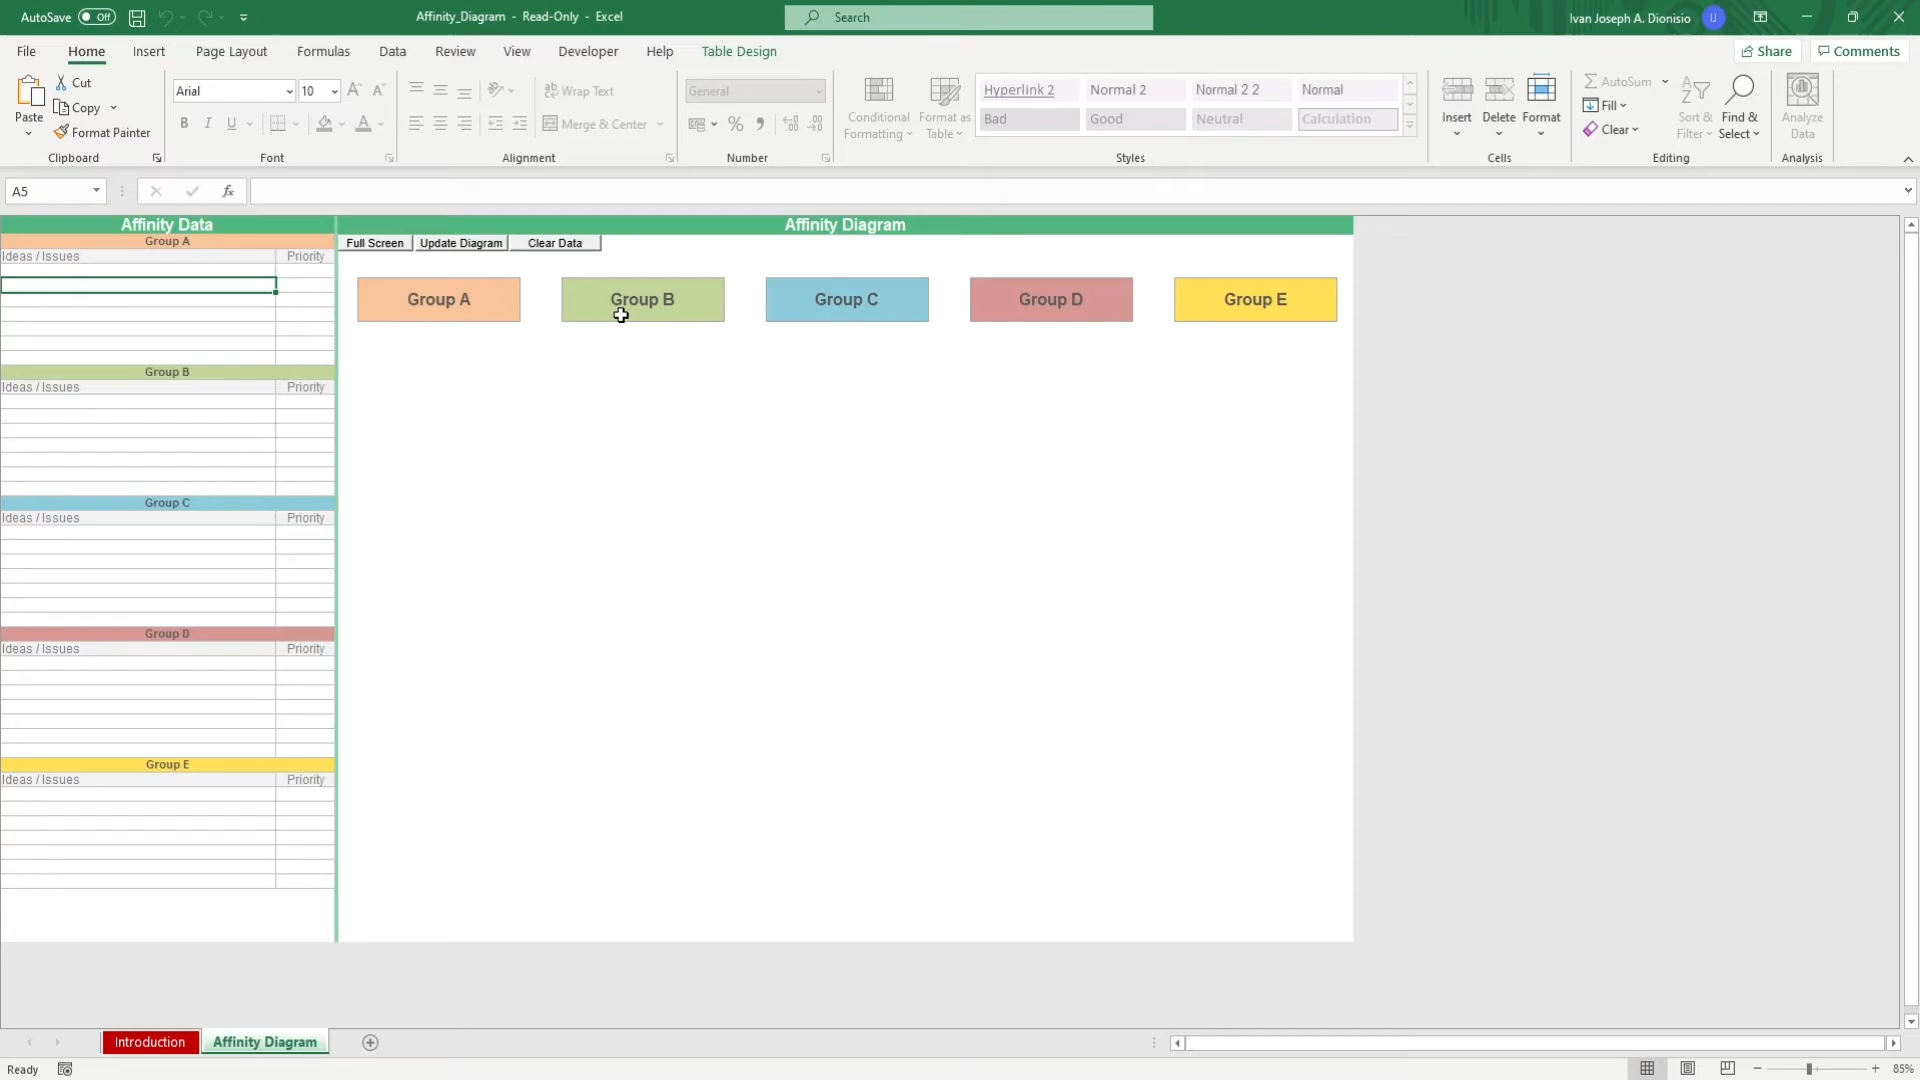 AutoSave Off Affinity_Diagram - Read-Only - Excel Search Ivan Joseph A. Dionisio IJ
File Home Insert Page Layout Formulas Data Review View Developer Help Table Design Share Comments
Paste
Cut
Copy
Format Painter
Clipboard
Arial 10
B I U
Font
Wrap Text
Merge & Center
Alignment
General
%
Number
Conditional Formatting
Format as Table
Hyperlink 2 Normal 2 Normal 2 2 Normal
Bad Good Neutral Calculation
Styles
Insert Delete Format
Cells
AutoSum
Fill
Clear
Sort & Filter
Find & Select
Editing
Analyze Data
Analysis
A5 fx
Affinity Data Affinity Diagram
Full Screen Update Diagram Clear Data
Group A Group B Group C Group D Group E
Group A
Ideas / Issues Priority
Group B
Ideas / Issues Priority
Group C
Ideas / Issues Priority
Group D
Ideas / Issues Priority
Group E
Ideas / Issues Priority
Introduction Affinity Diagram
Ready 85%